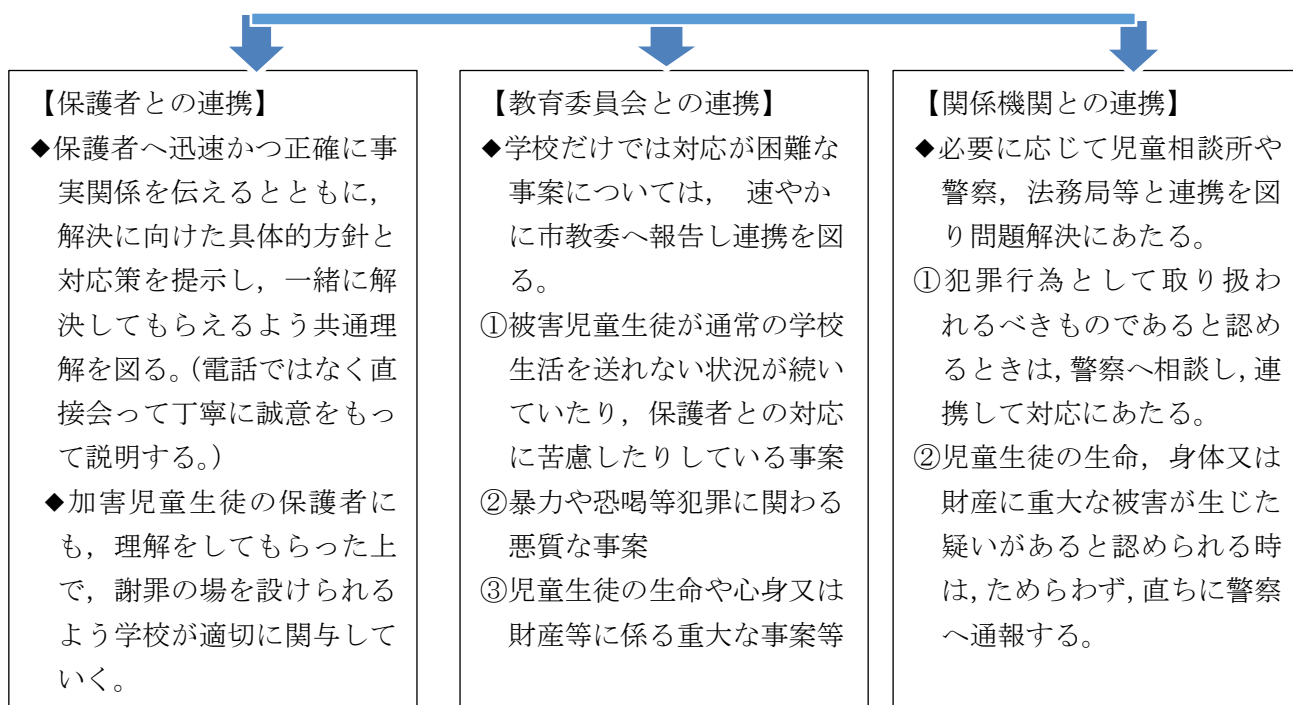 【保護者との連携】
◆保護者へ迅速かつ正確に事
実関係を伝えるとともに，
解決に向けた具体的方針と
対応策を提示し，一緒に解
決してもらえるよう共通理
解を図る。（電話ではなく直
接会って丁寧に誠意をもっ
て説明する。）
◆加害児童生徒の保護者に
も，理解をしてもらった上
で，謝罪の場を設けられる
よう学校が適切に関与して
いく。
【教育委員会との連携】
◆学校だけでは対応が困難な
事案については，　速やか
に市教委へ報告し連携を図
る。
①被害児童生徒が通常の学校
生活を送れない状況が続い
ていたり，保護者との対応
に苦慮したりしている事案
②暴力や恐喝等犯罪に関わる
悪質な事案
③児童生徒の生命や心身又は
財産等に係る重大な事案等
【関係機関との連携】
◆必要に応じて児童相談所や
警察，法務局等と連携を図
り問題解決にあたる。
①犯罪行為として取り扱わ
れるべきものであると認め
るときは，警察へ相談し，連
携して対応にあたる。
②児童生徒の生命，身体又は
財産に重大な被害が生じた
疑いがあると認められる時
は，ためらわず，直ちに警察
へ通報する。